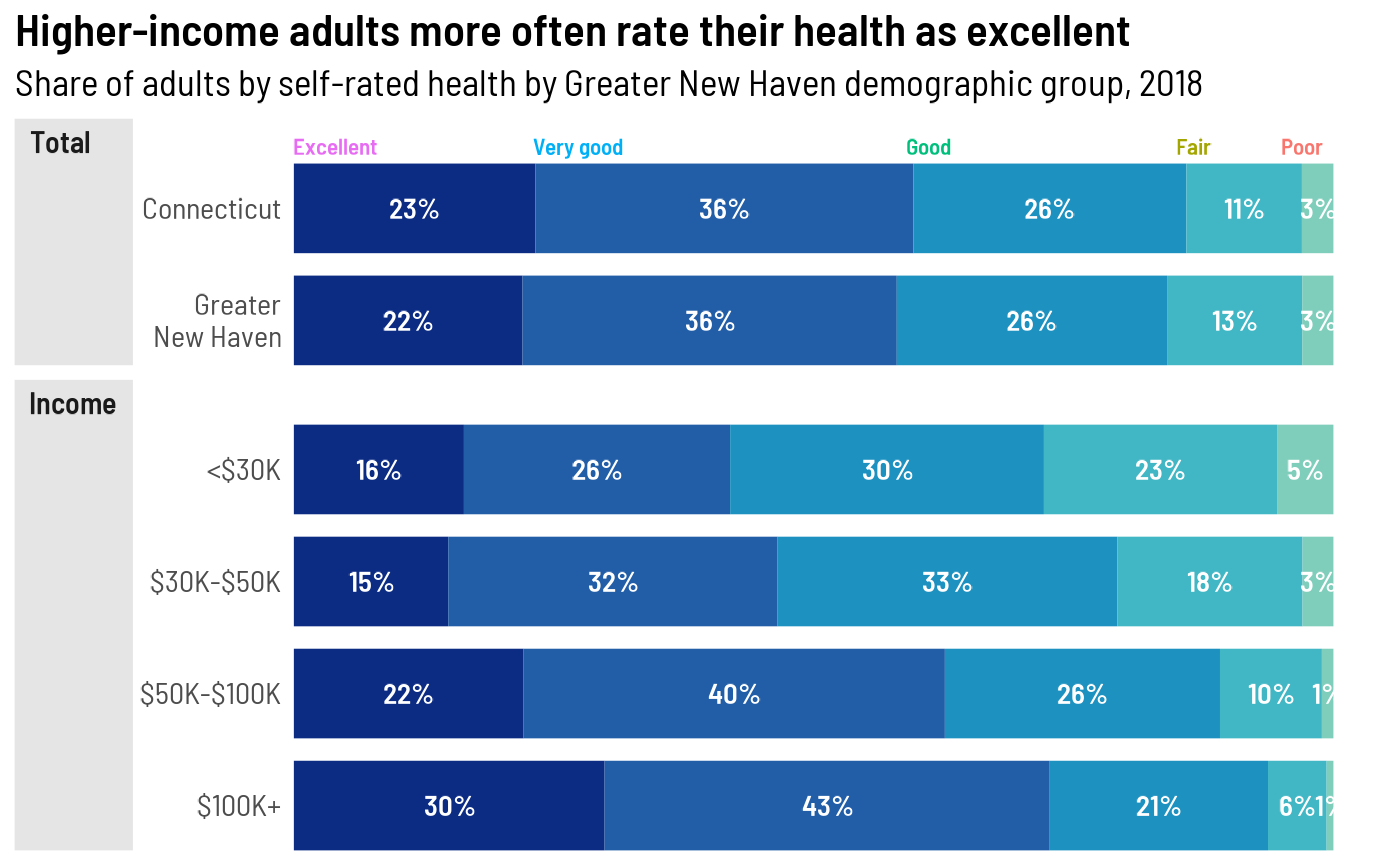 Higher-income adults more often rate their health as excellent
Share of adults by self-rated health by Greater New Haven demographic group, 2018
Total
Excellent Very good Good Fair Poor
Connecticut 23% 36% 26% 11% 3%
Greater
New Haven 22% 36% 26% 13% 3%
Income
<$30K 16% 26% 30% 23% 5%
$30K-$50K 15% 32% 33% 18% 3%
$50K-$100K 22% 40% 26% 10% 1%
$100K+ 30% 43% 21% 6% 1%